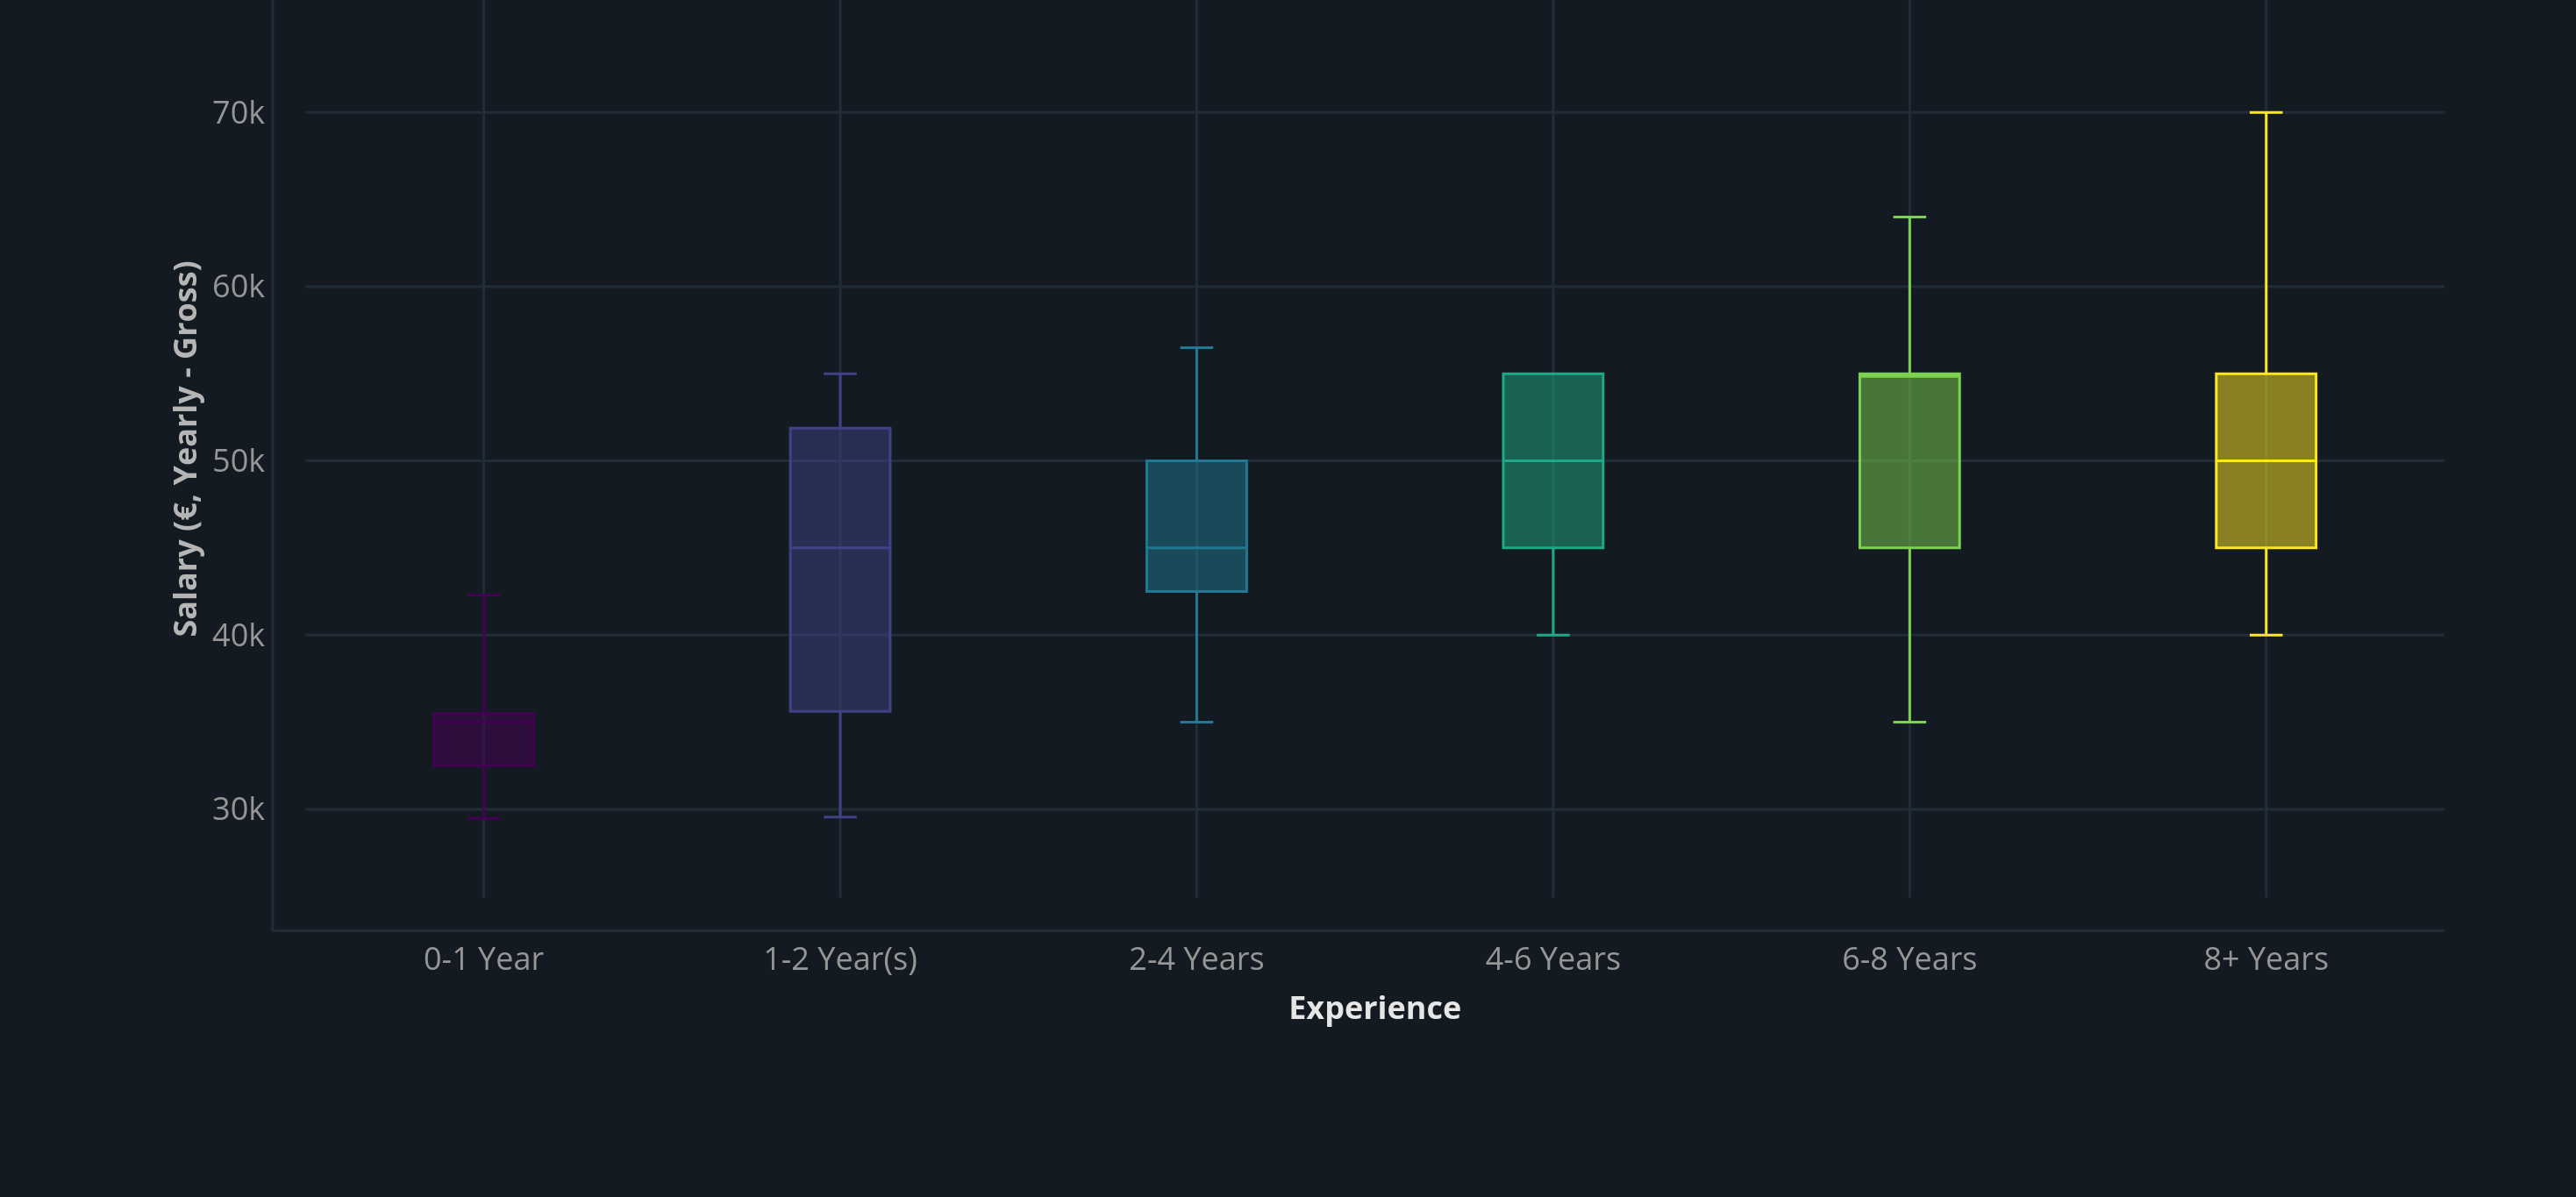 70k
60k
50k
40k
30k
Salary (€, Yearly - Gross)
0-1 Year
1-2 Year(s)
2-4 Years
4-6 Years
6-8 Years
8+ Years
Experience